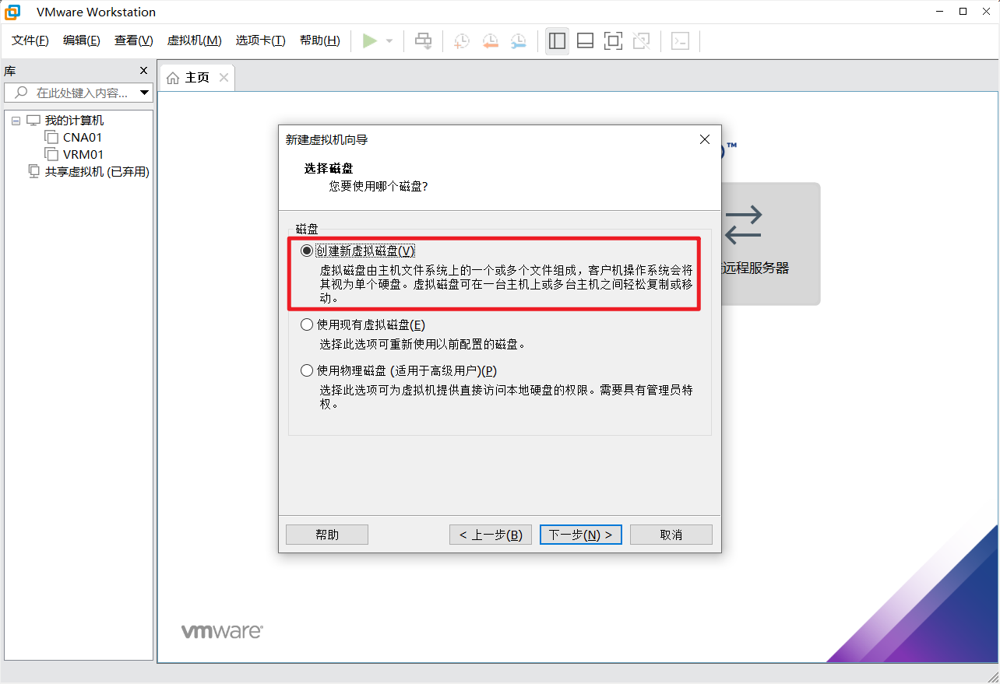 VMware Workstation
文件(F) 编辑(E) 查看(V) 虚拟机(M) 选项卡(T) 帮助(H)
库
在此处键入内容...
我的计算机
CNA01
VRM01
共享虚拟机 (已弃用)
主页
™
新建虚拟机向导
选择磁盘
您要使用哪个磁盘?
磁盘
创建新虚拟磁盘(V)
虚拟磁盘由主机文件系统上的一个或多个文件组成，客户机操作系统会将
其视为单个硬盘。虚拟磁盘可在一台主机上或多台主机之间轻松复制或移
动。
使用现有虚拟磁盘(E)
选择此选项可重新使用以前配置的磁盘。
使用物理磁盘 (适用于高级用户)(P)
选择此选项可为虚拟机提供直接访问本地硬盘的权限。需要具有管理员特
权。
远程服务器
帮助 < 上一步(B) 下一步(N) > 取消
vmware